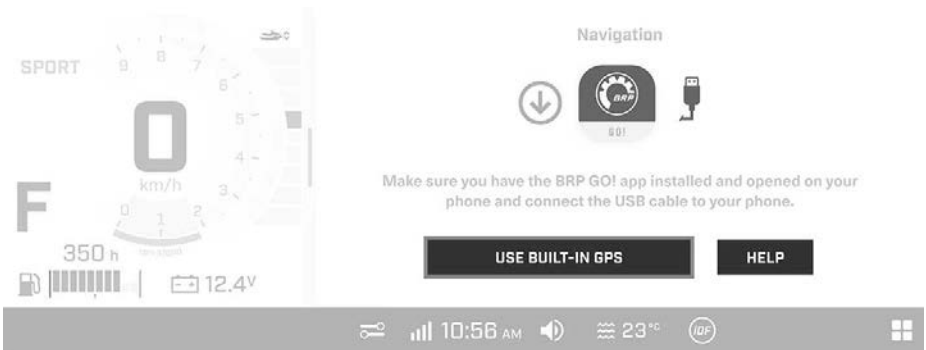 SPORT
9 8 7
6
5
4
3
0 1 2
0
km/h
F
350 h
12.4V
Navigation
BRP
GO!
Make sure you have the BRP GO! app installed and opened on your
phone and connect the USB cable to your phone.
USE BUILT-IN GPS
HELP
10:56 AM
23°C
iDF